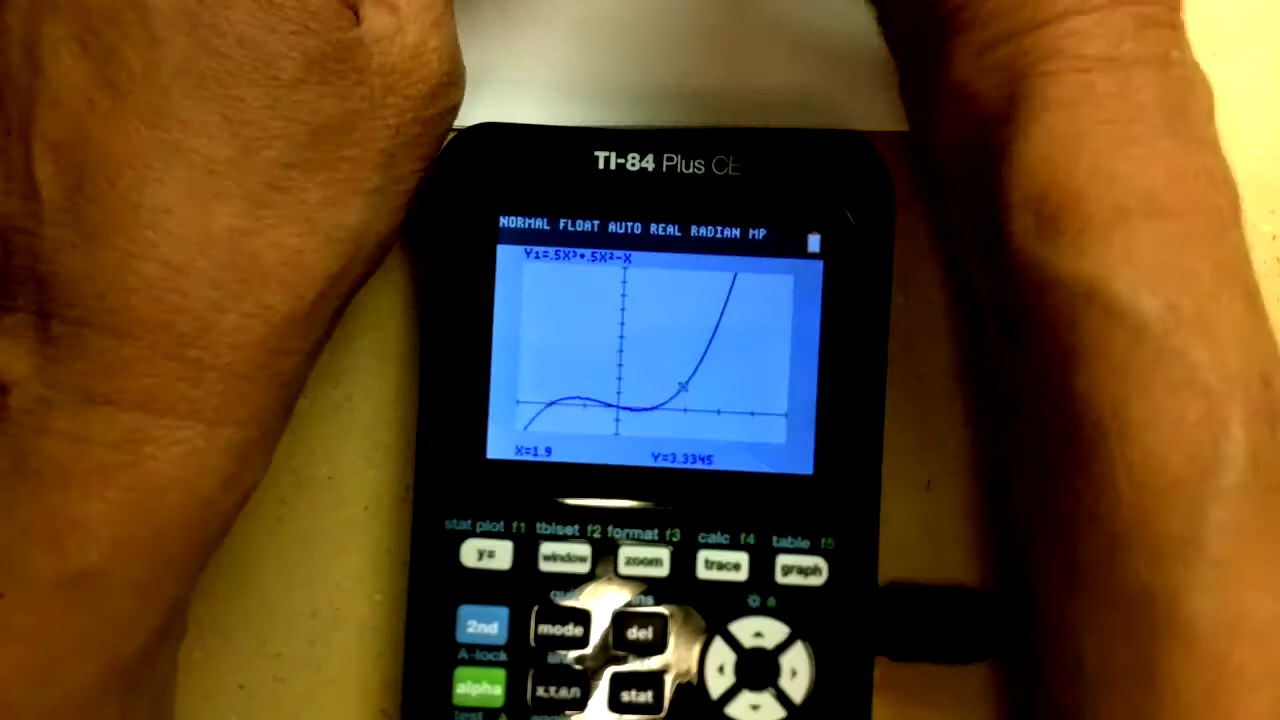 TI-84 Plus CE
NORMAL FLOAT AUTO REAL RADIAN MP
Y1=.5X³+.5X²-X
X=1.9 Y=3.3345
stat plot f1 tblset f2 format f3 calc f4 table f5
y= window zoom trace graph
2nd mode del
A-lock
alpha X,T,θ,n stat
test A